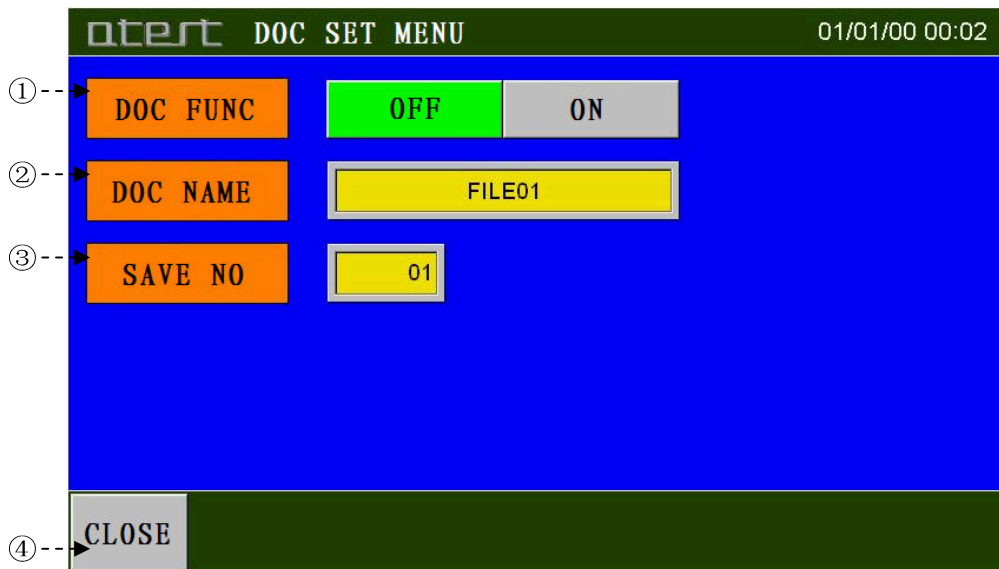 atert DOC SET MENU 01/01/00 00:02
① DOC FUNC OFF ON
② DOC NAME FILE01
③ SAVE NO 01
④ CLOSE